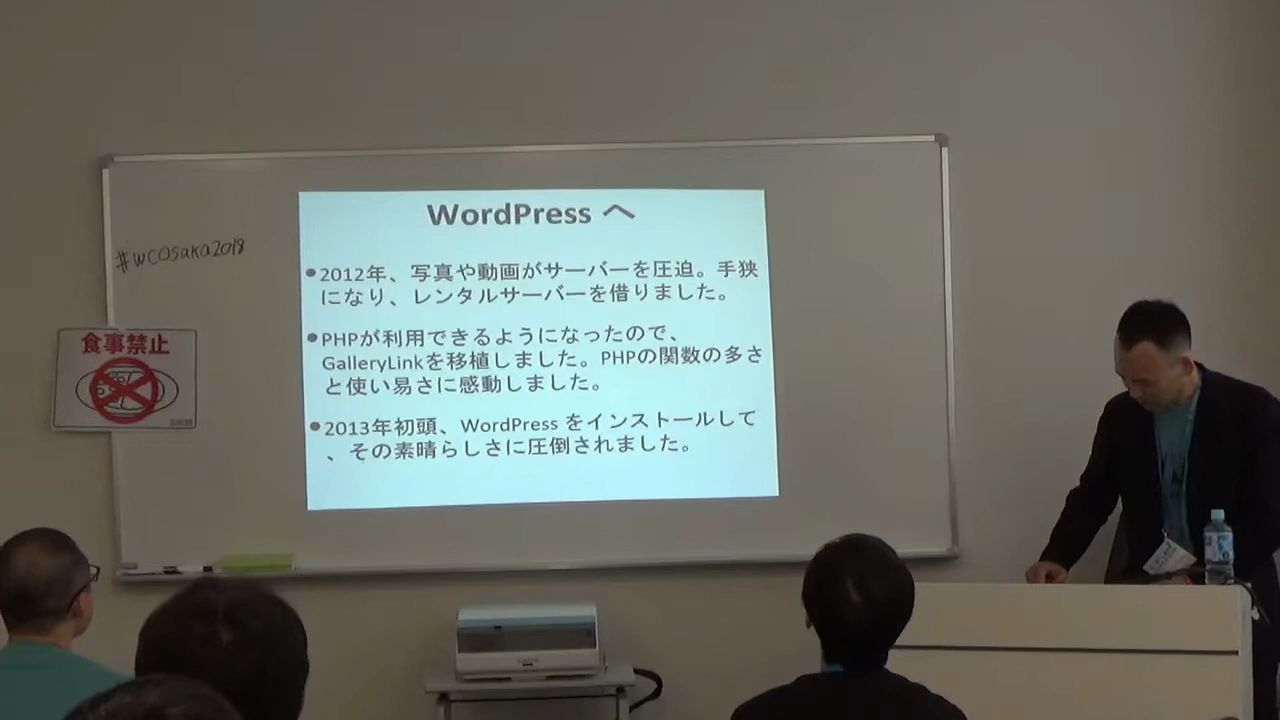 WordPress へ
#WCOsaka2018
•2012年、写真や動画がサーバーを圧迫。手狭
になり、レンタルサーバーを借りました。
食事禁止
•PHPが利用できるようになったので、
GalleryLinkを移植しました。PHPの関数の多さ
と使い易さに感動しました。
•2013年初頭、WordPress をインストールして
、その素晴らしさに圧倒されました。